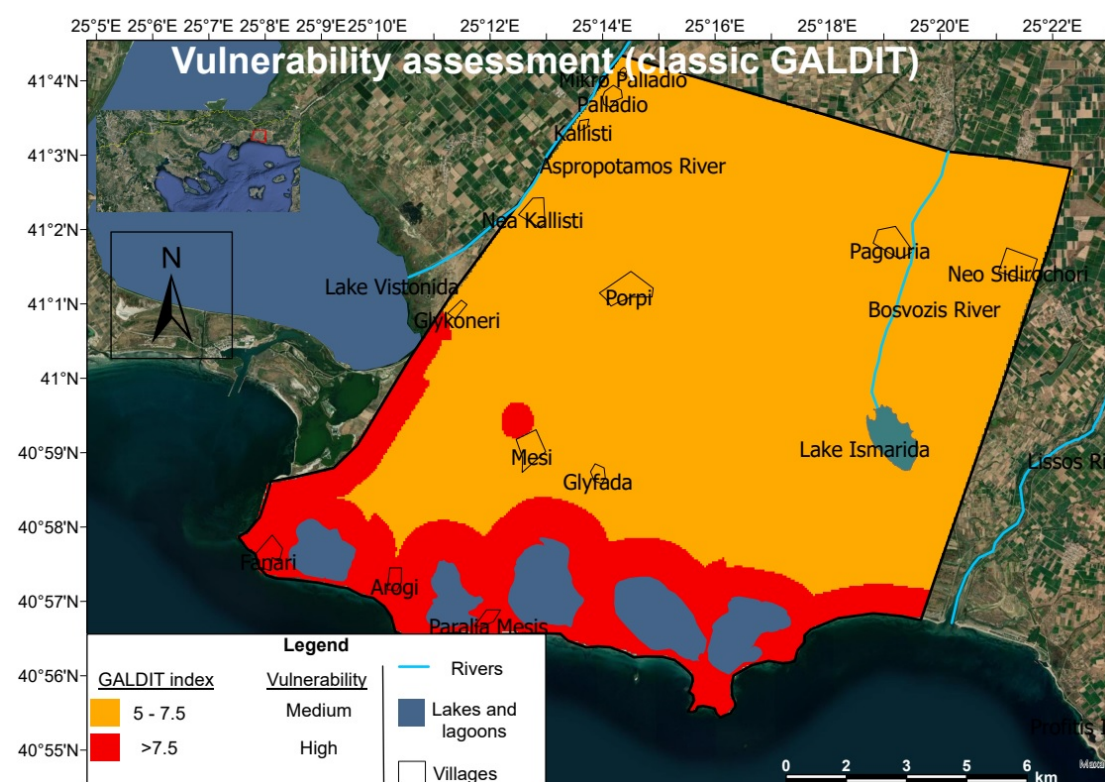 25°5'E 25°6'E 25°7'E 25°8'E 25°9'E 25°10'E 25°12'E 25°14'E 25°16'E 25°18'E 25°20'E 25°22'E
Vulnerability assessment (classic GALDIT)
41°4'N
Mikro Palladio
Palladio
Kallisti
41°3'N
Aspropotamos River
41°2'N
Nea Kallisti
Pagouria
N
Neo Sidirochori
Lake Vistonida
Porpi
41°1'N
Bosvozis River
Glykoneri
41°N
40°59'N
Lake Ismarida
Mesi
Lissos Ri
Glyfada
40°58'N
Fanari
Arogi
40°57'N
Paralia Mesis
Legend
40°56'N
GALDIT index
Vulnerability
Rivers
5 - 7.5
Medium
Lakes and
lagoons
>7.5
High
40°55'N
Profitis
Villages
0 2 3 5 6
km